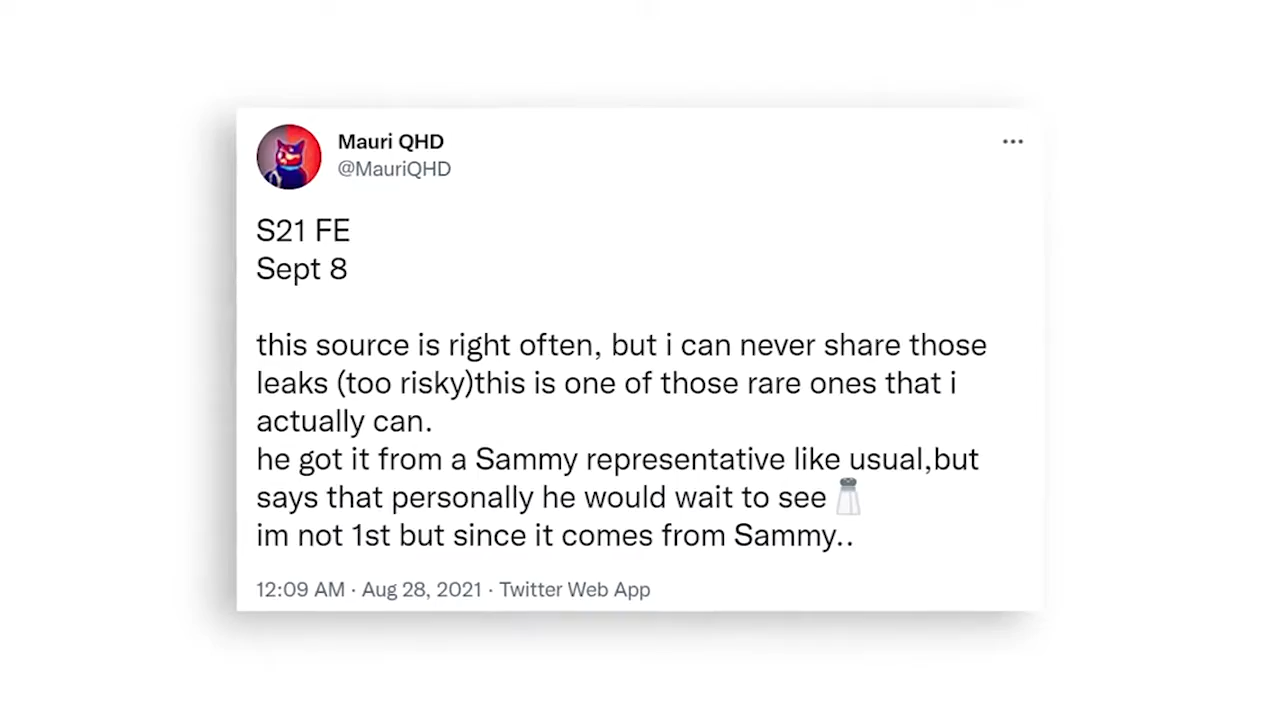 Mauri QHD
@MauriQHD
S21 FE
Sept 8
this source is right often, but i can never share those
leaks (too risky)this is one of those rare ones that i
actually can.
he got it from a Sammy representative like usual,but
says that personally he would wait to see 🧂
im not 1st but since it comes from Sammy..
12:09 AM · Aug 28, 2021 · Twitter Web App